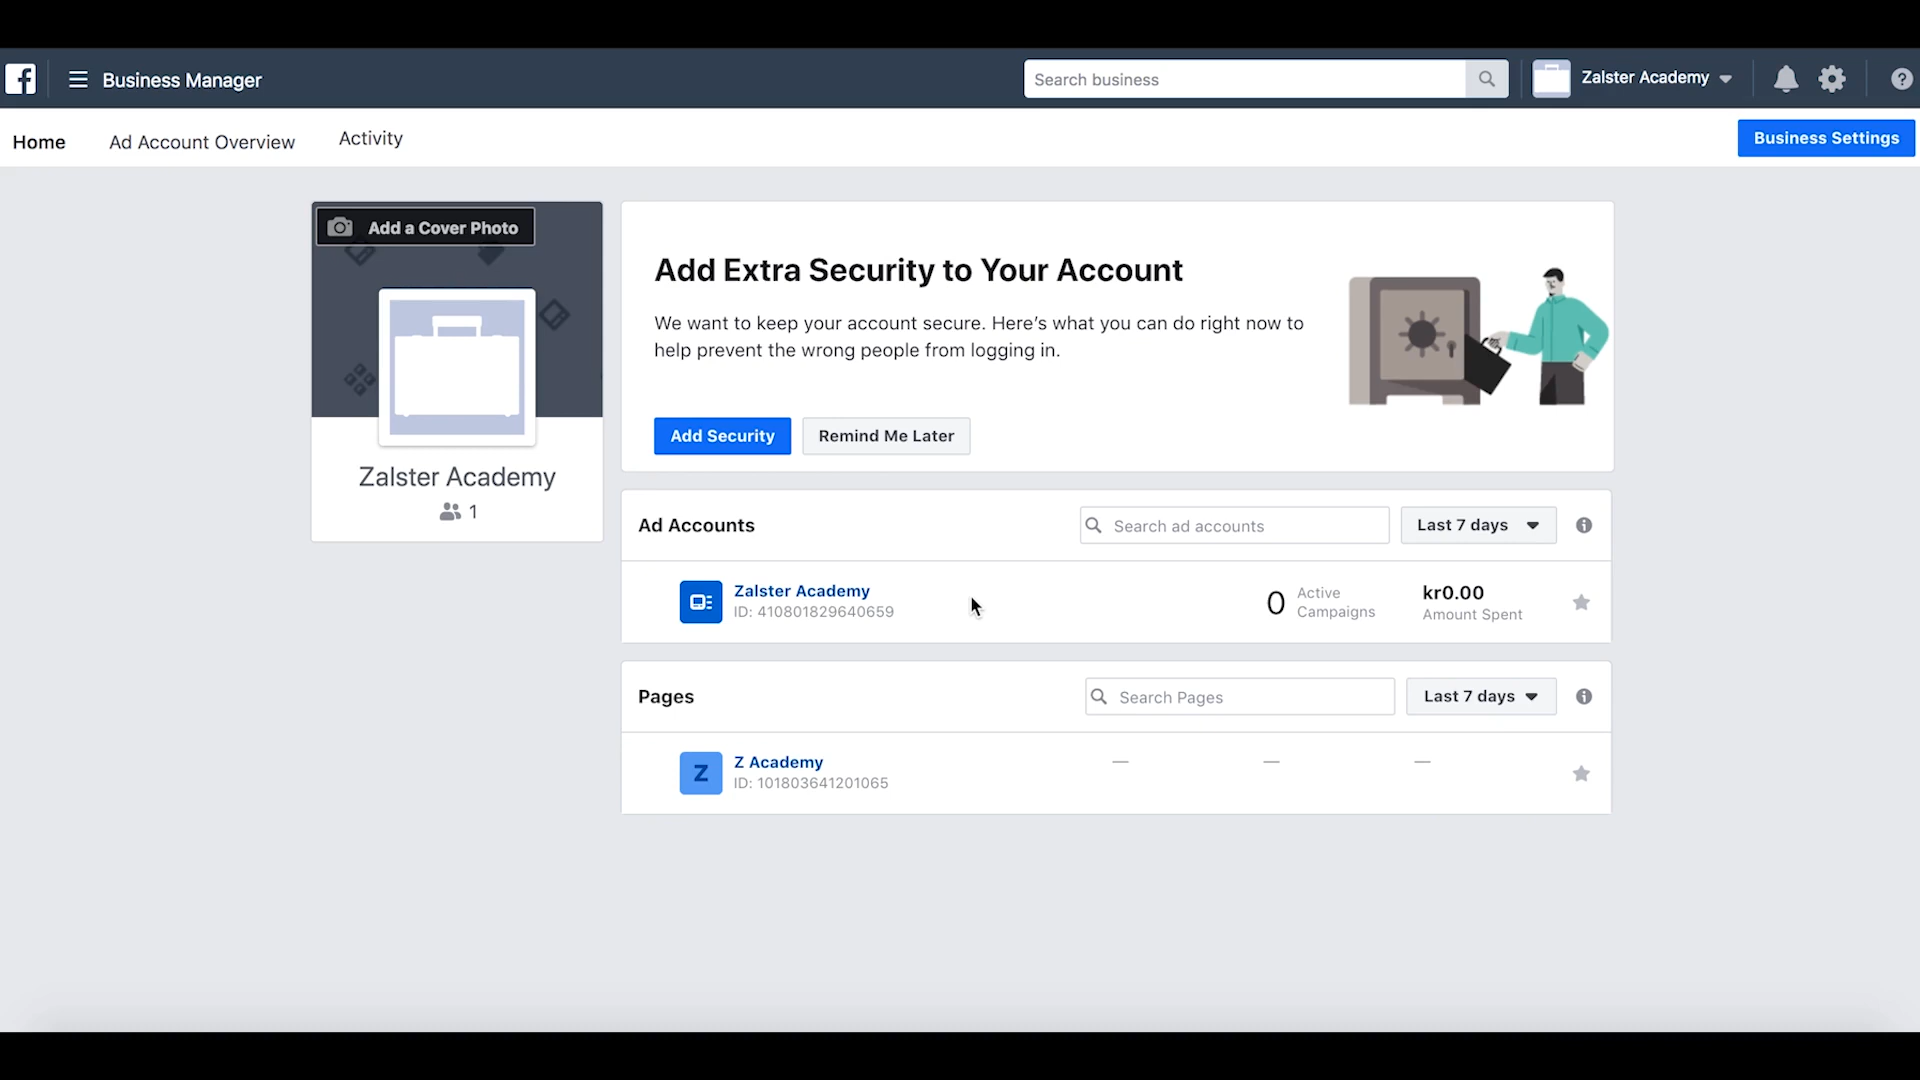 Business Manager
Search business
Zalster Academy
Home
Ad Account Overview
Activity
Business Settings
Add a Cover Photo
Zalster Academy
1
Add Extra Security to Your Account
We want to keep your account secure. Here’s what you can do right now to
help prevent the wrong people from logging in.
Add Security
Remind Me Later
Ad Accounts
Search ad accounts
Last 7 days
Zalster Academy
ID: 410801829640659
0
Active
Campaigns
kr0.00
Amount Spent
Pages
Search Pages
Last 7 days
Z
Z Academy
ID: 101803641201065
— — —